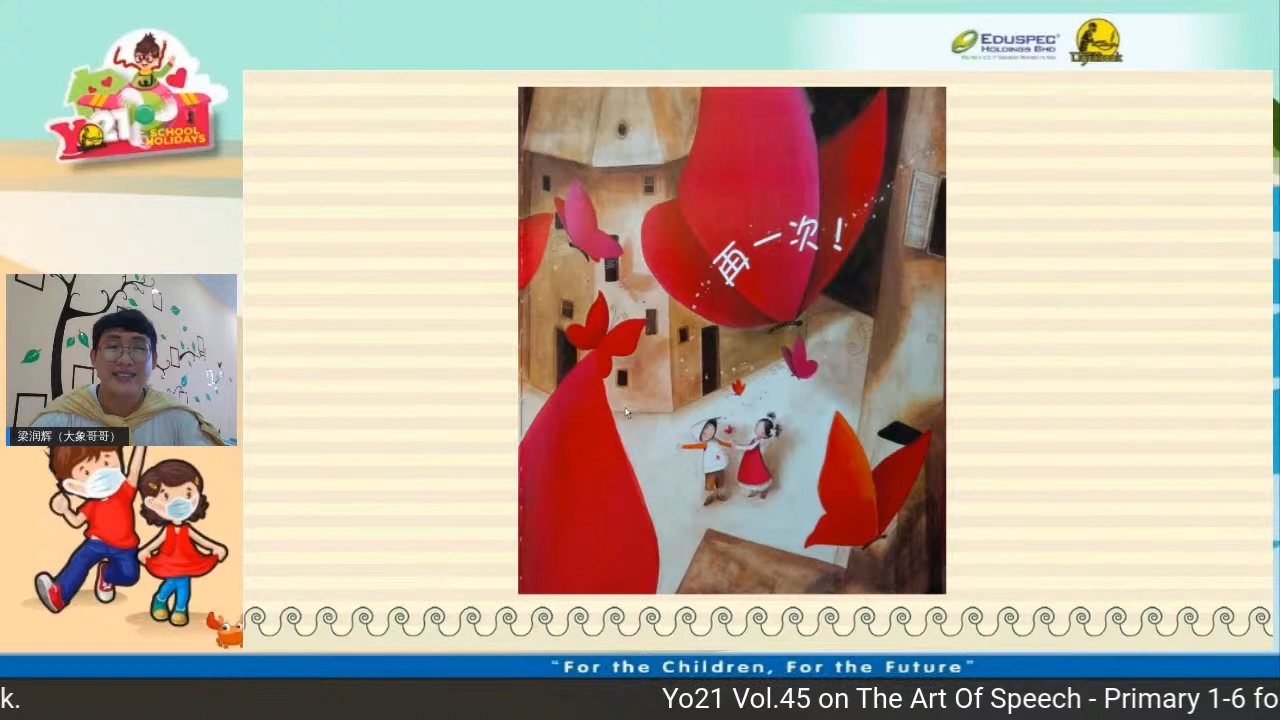 EDUSPEC
HOLDINGS BHD
Yo21
SCHOOL
HOLIDAYS
再一次！
梁润辉（大象哥哥）
"For the Children, For the Future"
k.
Yo21 Vol.45 on The Art Of Speech - Primary 1-6 fo